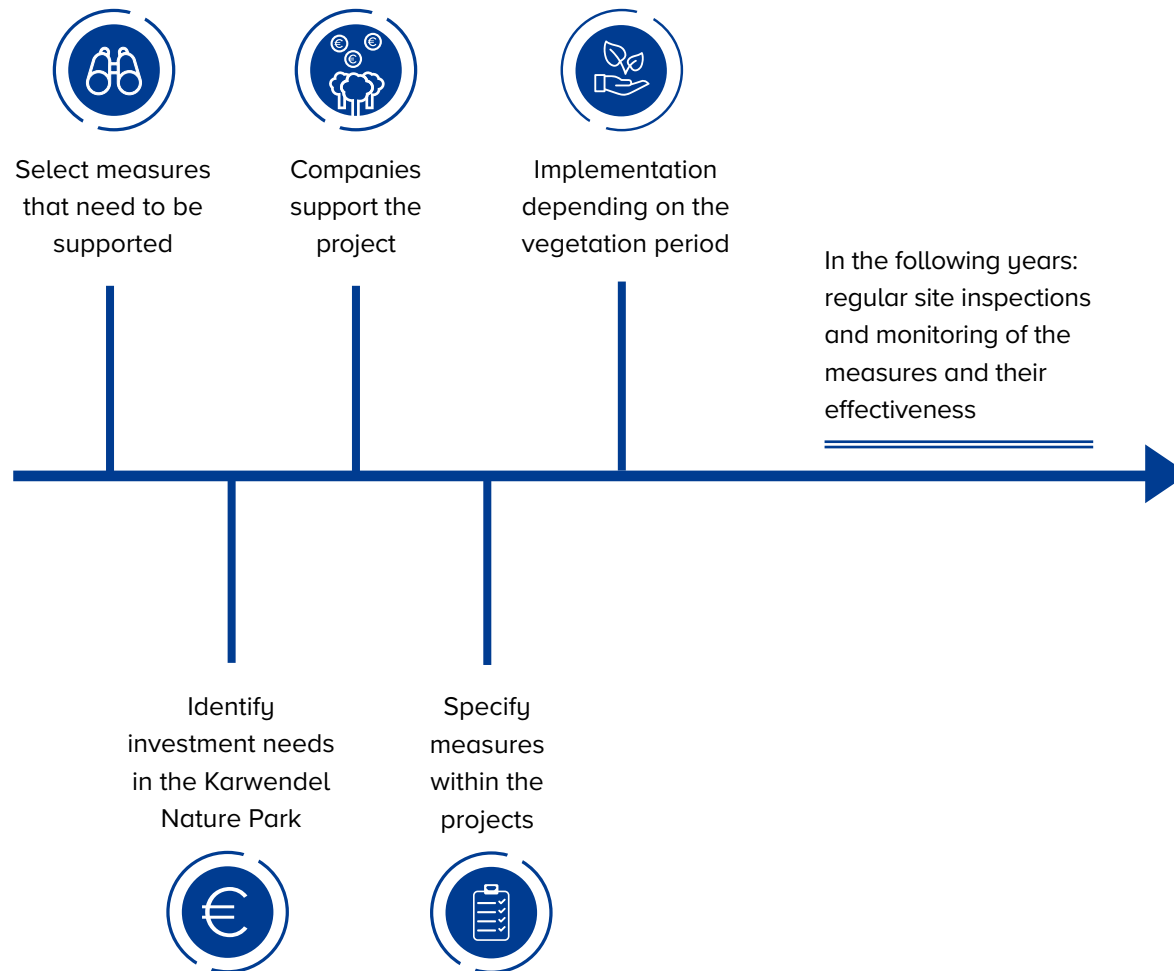 Select measures
that need to be
supported
Companies
support the
project
Implementation
depending on the
vegetation period
In the following years:
regular site inspections
and monitoring of the
measures and their
effectiveness
Identify
investment needs
in the Karwendel
Nature Park
Specify
measures
within the
projects
€
€
€
€